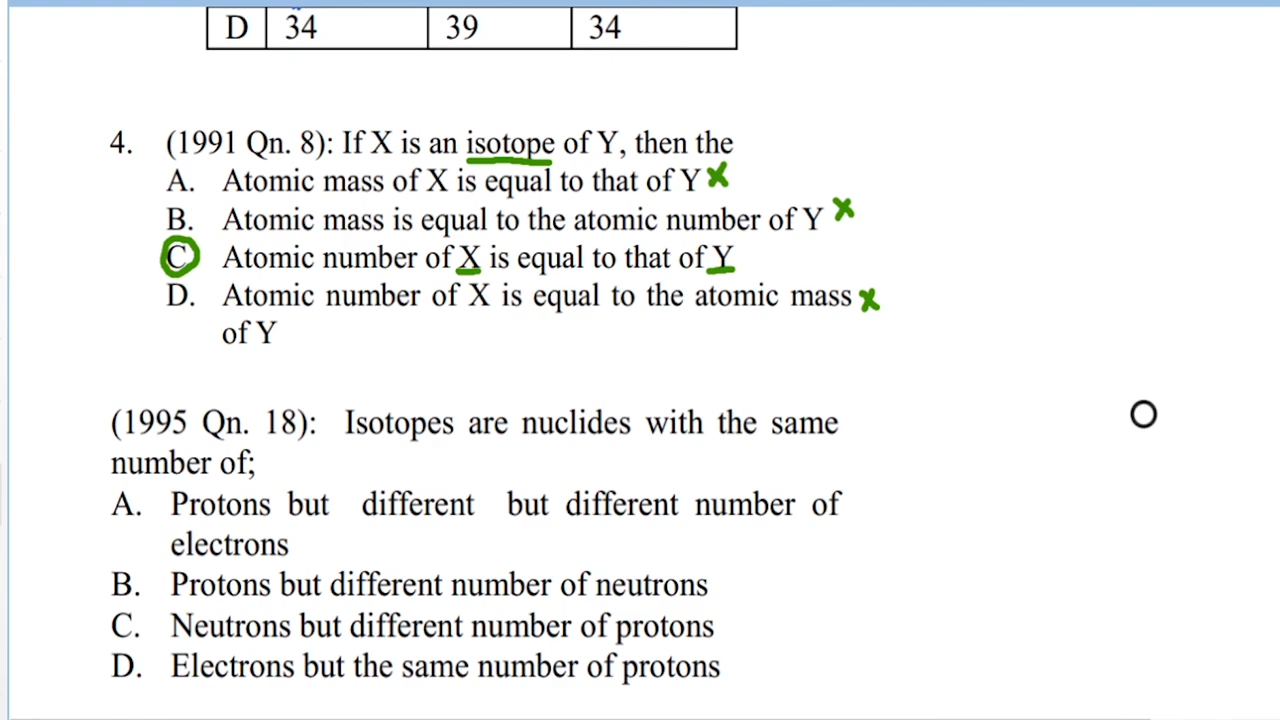 D 34 39 34
4. (1991 Qn. 8): If X is an isotope of Y, then the
A. Atomic mass of X is equal to that of Y
B. Atomic mass is equal to the atomic number of Y
C. Atomic number of X is equal to that of Y
D. Atomic number of X is equal to the atomic mass
of Y
(1995 Qn. 18): Isotopes are nuclides with the same
number of;
A. Protons but different but different number of
electrons
B. Protons but different number of neutrons
C. Neutrons but different number of protons
D. Electrons but the same number of protons